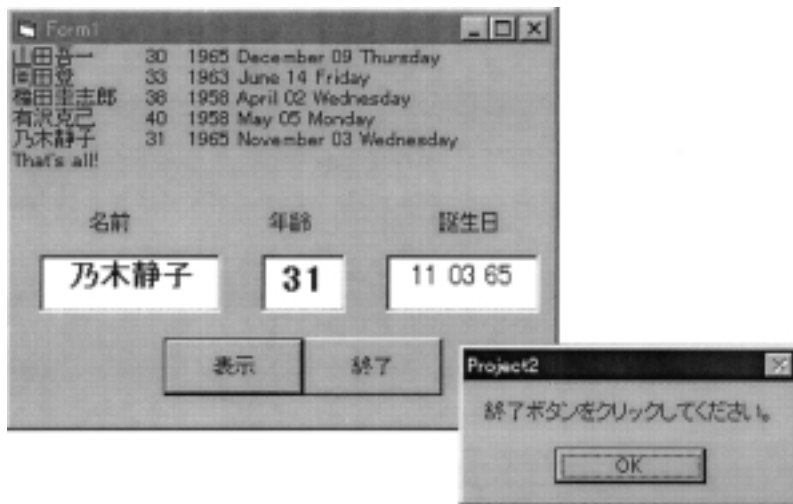 Form1
山田吾一 30 1965 December 09 Thursday
岡田登 33 1963 June 14 Friday
福田圭志郎 38 1958 April 02 Wednesday
有沢克己 40 1958 May 05 Monday
乃木静子 31 1965 November 03 Wednesday
That's all!
名前 年齢 誕生日
乃木静子 31 11 03 65
表示 終了
Project2
終了ボタンをクリックしてください。
OK